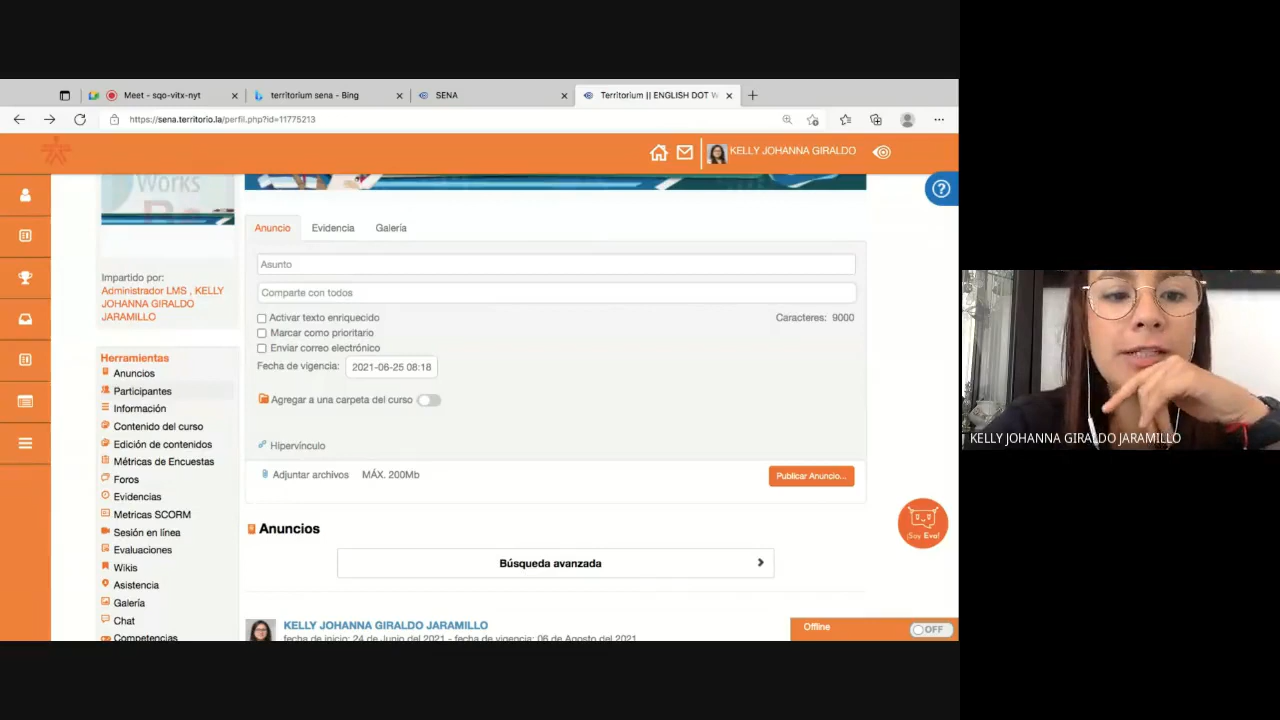 Meet - sqo-vitx-nyt
territorium sena - Bing
SENA
Territorium || ENGLISH DOT W
https://sena.territorio.la/perfil.php?id=11775213
KELLY JOHANNA GIRALDO
Works
Anuncio
Evidencia
Galería
Asunto
Comparte con todos
Activar texto enriquecido
Caracteres: 9000
Marcar como prioritario
Enviar correo electrónico
Fecha de vigencia: 2021-06-25 08:18
Agregar a una carpeta del curso
Hipervínculo
Adjuntar archivos MÁX. 200Mb
Publicar Anuncio...
Impartido por:
Administrador LMS , KELLY
JOHANNA GIRALDO
JARAMILLO
Herramientas
Anuncios
Participantes
Información
Contenido del curso
Edición de contenidos
Métricas de Encuestas
Foros
Evidencias
Metricas SCORM
Sesión en línea
Evaluaciones
Wikis
Asistencia
Galería
Chat
Competencias
Anuncios
Búsqueda avanzada
KELLY JOHANNA GIRALDO JARAMILLO
fecha de inicio: 24 de Junio del 2021 - fecha de vigencia: 06 de Agosto del 2021
¡Soy Evo!
Offline
OFF
KELLY JOHANNA GIRALDO JARAMILLO